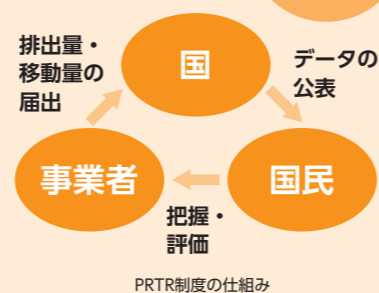 排出量・
移動量の
届出
国
データの
公表
事業者
国民
把握・
評価
PRTR制度の仕組み